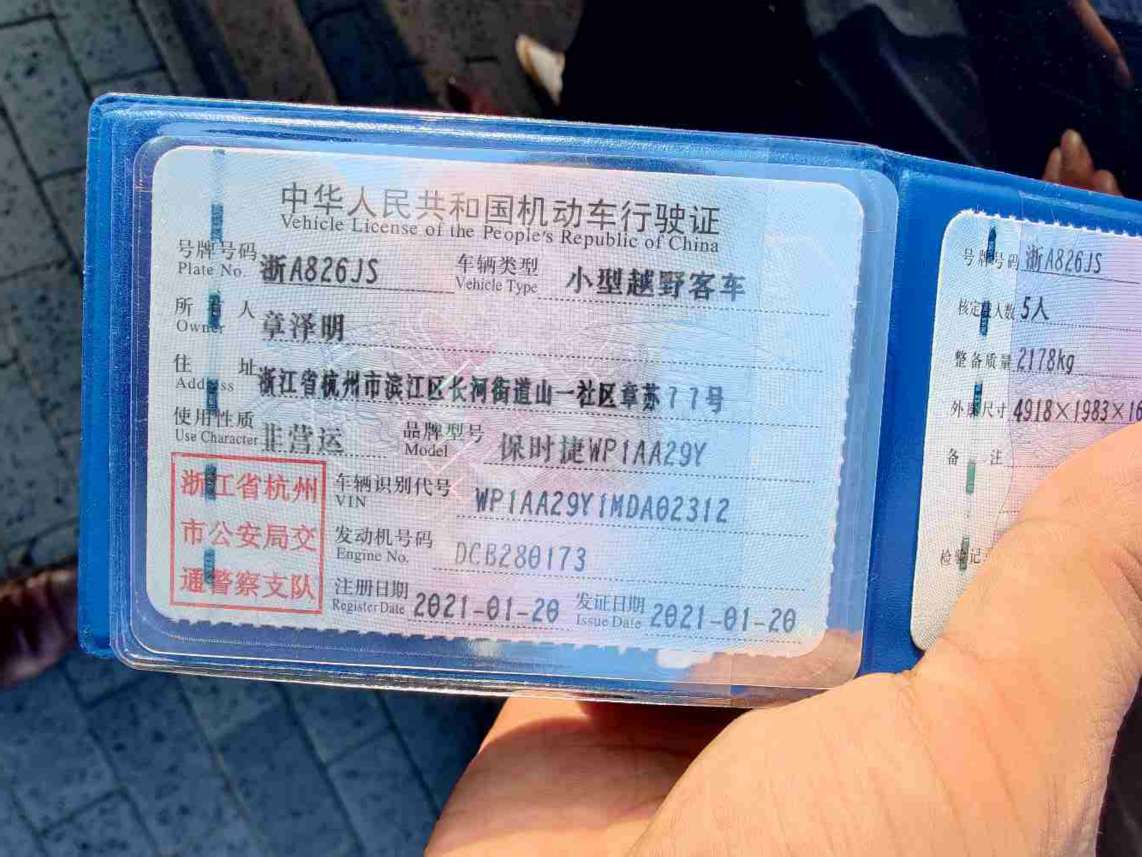 中华人民共和国机动车行驶证
Vehicle License of the People's Republic of China
号牌号码 浙A826JS 车辆类型 小型越野客车
Plate No. Vehicle Type
所有人 章泽明
Owner
住址 浙江省杭州市滨江区长河街道山一社区章苏77号
Address
使用性质 非营运 品牌型号 保时捷WP1AA29Y
Use Character Model
浙江省杭州
市公安局交
通警察支队
车辆识别代号 WP1AA29Y1MDA02312
VIN
发动机号码 DCB280173
Engine No.
注册日期 2021-01-20 发证日期 2021-01-20
Register Date Issue Date
号牌号码 浙A826JS
核定载人数 5人
整备质量 2178kg
外廓尺寸 4918×1983×16
备注
检验记